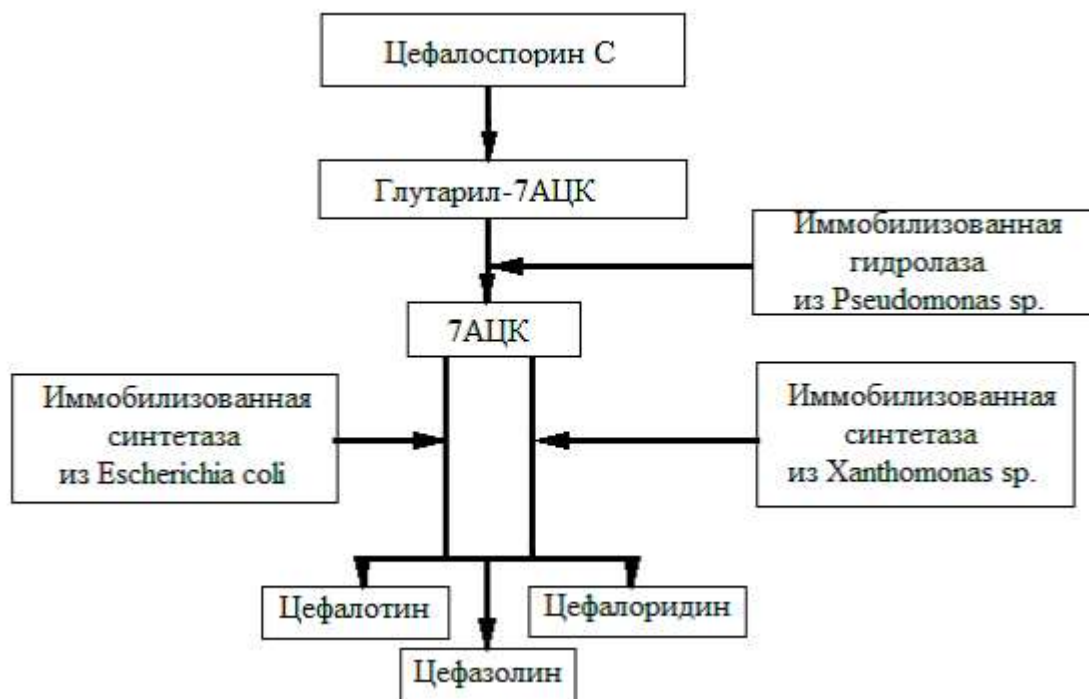 Цефалоспорин С
Глутарил-7АЦК
Иммобилизованная
гидролаза
из Pseudomonas sp.
7АЦК
Иммобилизованная
синтетаза
из Escherichia coli
Иммобилизованная
синтетаза
из Xanthomonas sp.
Цефалотин
Цефалоридин
Цефазолин